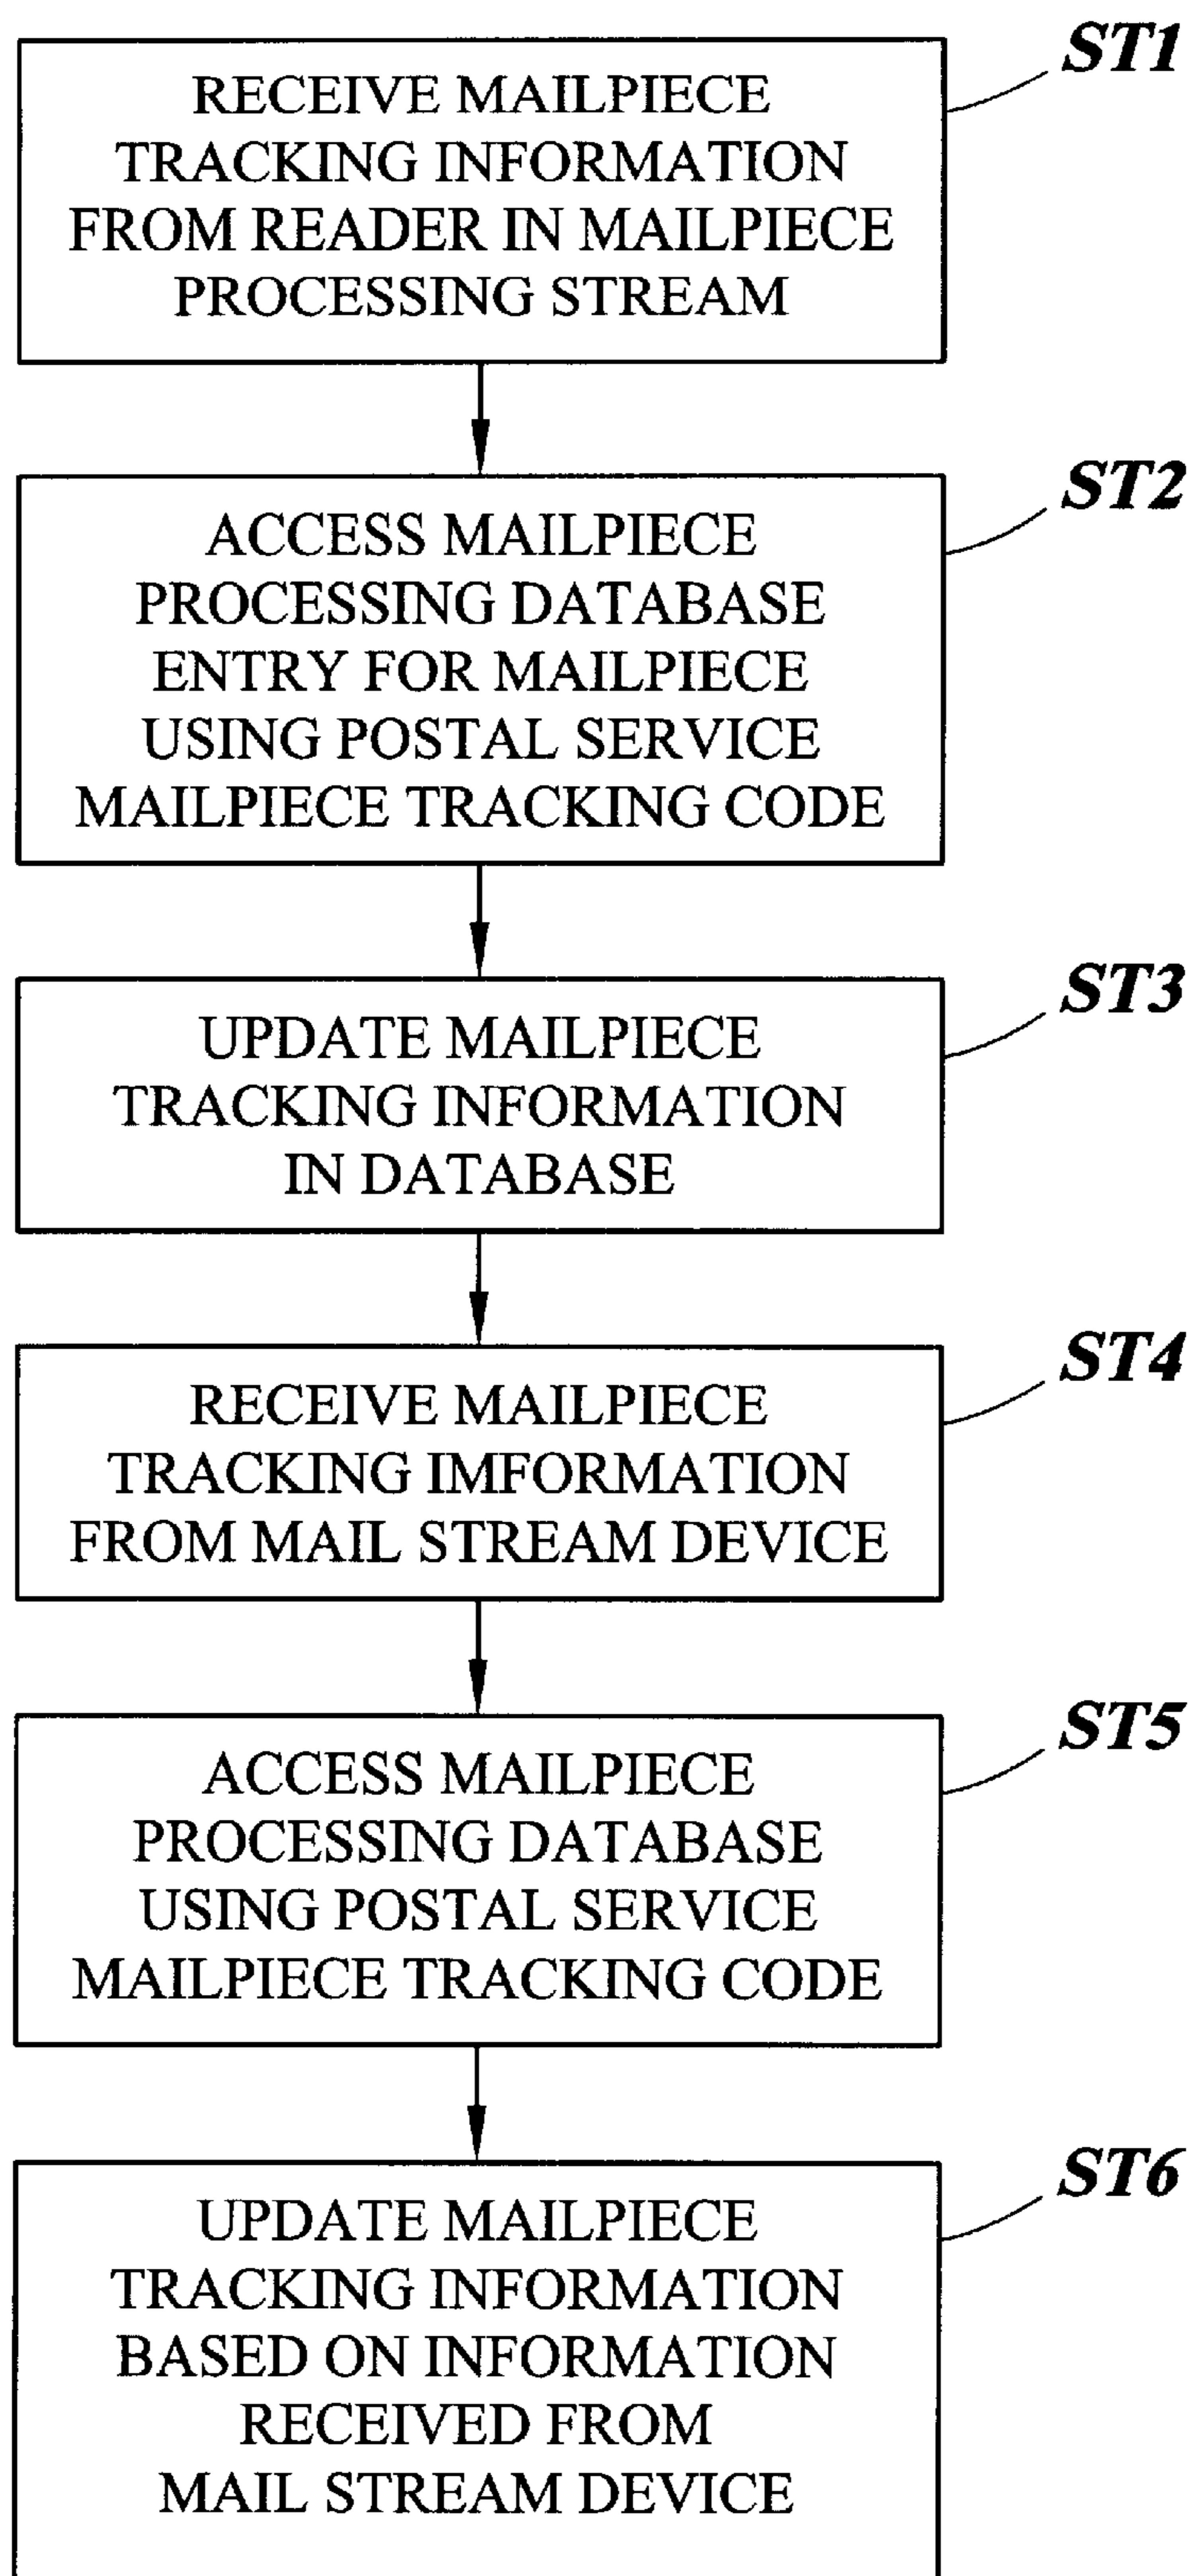 ST1
RECEIVE MAILPIECE
TRACKING INFORMATION
FROM READER IN MAILPIECE
PROCESSING STREAM
ST2
ACCESS MAILPIECE
PROCESSING DATABASE
ENTRY FOR MAILPIECE
USING POSTAL SERVICE
MAILPIECE TRACKING CODE
ST3
UPDATE MAILPIECE
TRACKING INFORMATION
IN DATABASE
ST4
RECEIVE MAILPIECE
TRACKING IMFORMATION
FROM MAIL STREAM DEVICE
ST5
ACCESS MAILPIECE
PROCESSING DATABASE
USING POSTAL SERVICE
MAILPIECE TRACKING CODE
ST6
UPDATE MAILPIECE
TRACKING INFORMATION
BASED ON INFORMATION
RECEIVED FROM
MAIL STREAM DEVICE